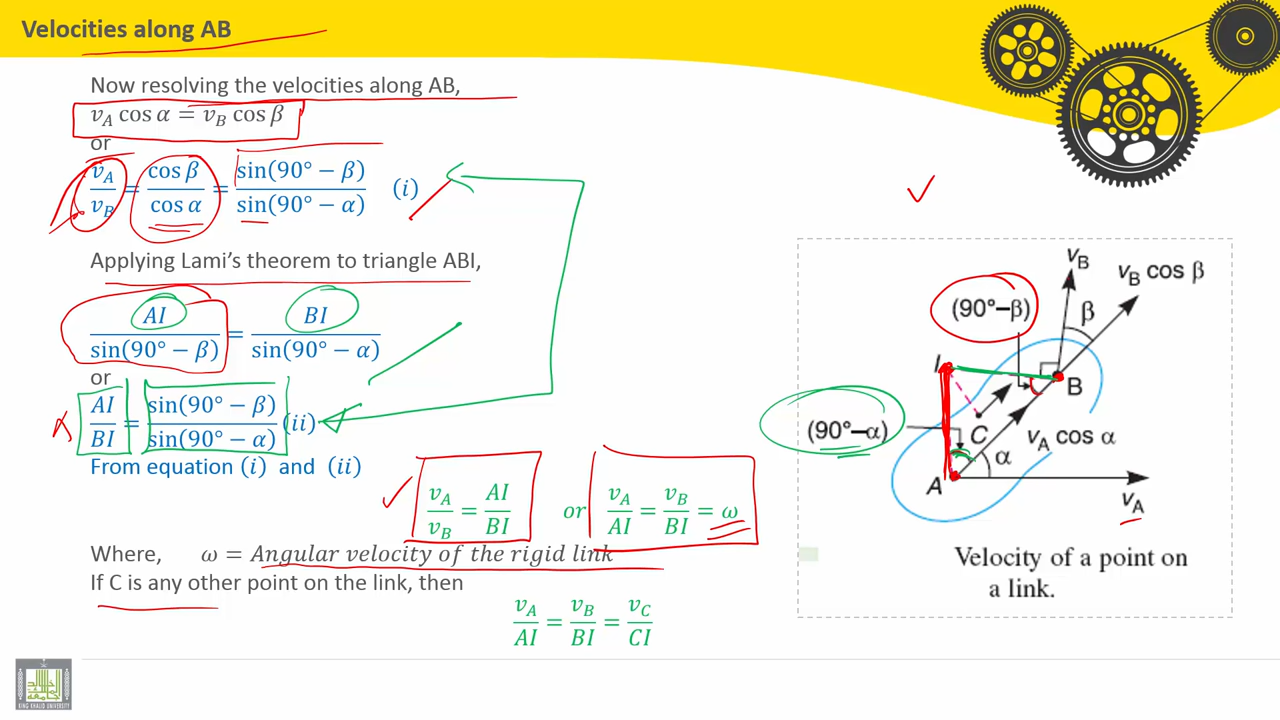 Velocities along AB
Now resolving the velocities along AB,
v_A cos α = v_B cos β
or
v_A / v_B = cos β / cos α = sin(90° − β) / sin(90° − α) (i)
Applying Lami's theorem to triangle ABI,
AI / sin(90° − β) = BI / sin(90° − α)
or
AI / BI = sin(90° − β) / sin(90° − α) (ii)
From equation (i) and (ii)
v_A / v_B = AI / BI or v_A / AI = v_B / BI = ω
Where, ω = Angular velocity of the rigid link
If C is any other point on the link, then
v_A / AI = v_B / BI = v_C / CI
v_B
v_B cos β
(90°−β)
β
I
B
(90°−α)
C
v_A cos α
α
A
v_A
Velocity of a point on
a link.
KING KHALID UNIVERSITY